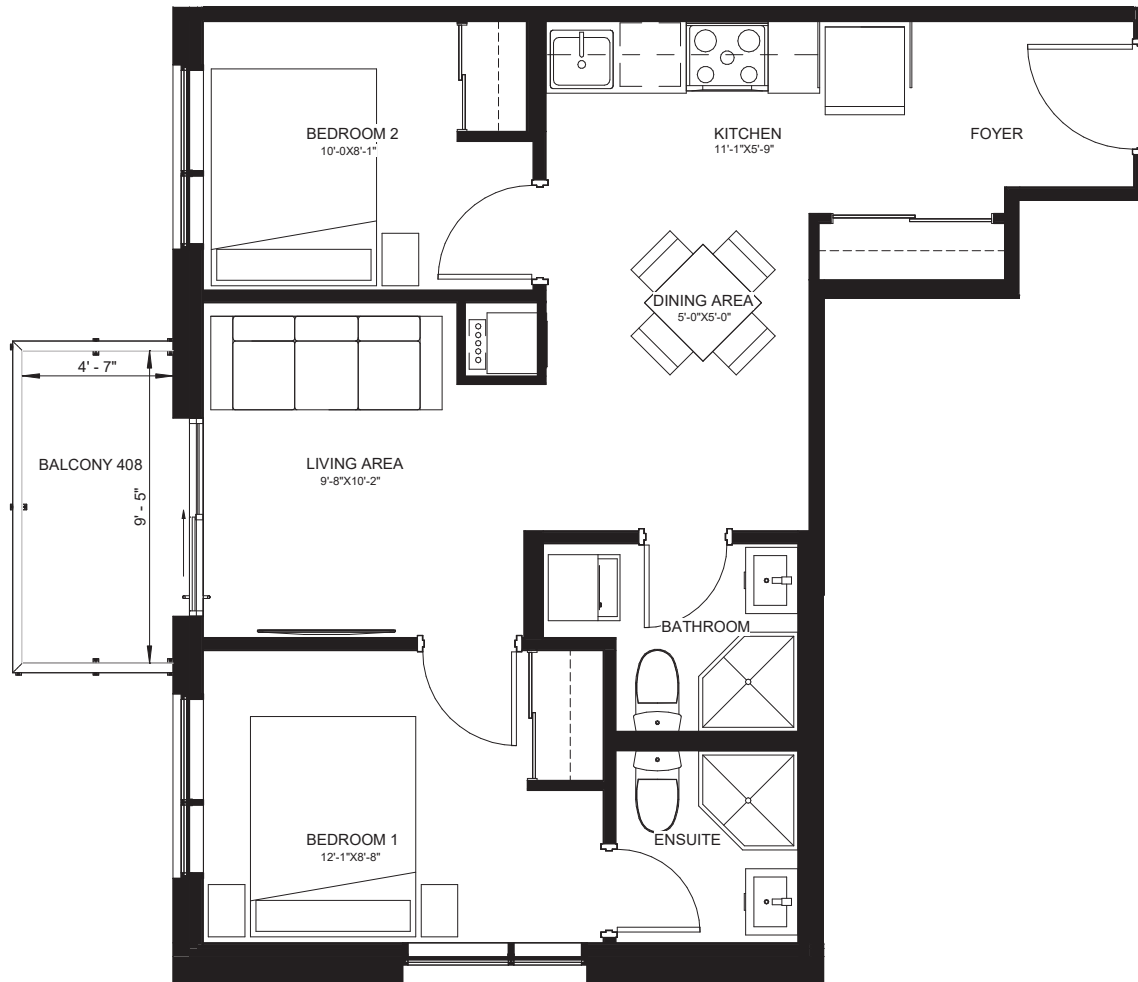 BEDROOM 2
10'-0X8'-1"
KITCHEN
11'-1"X5'-9"
FOYER
DINING AREA
5'-0"X5'-0"
4' - 7"
BALCONY 408
9' - 5"
LIVING AREA
9'-8"X10'-2"
BATHROOM
BEDROOM 1
12'-1"X8'-8"
ENSUITE